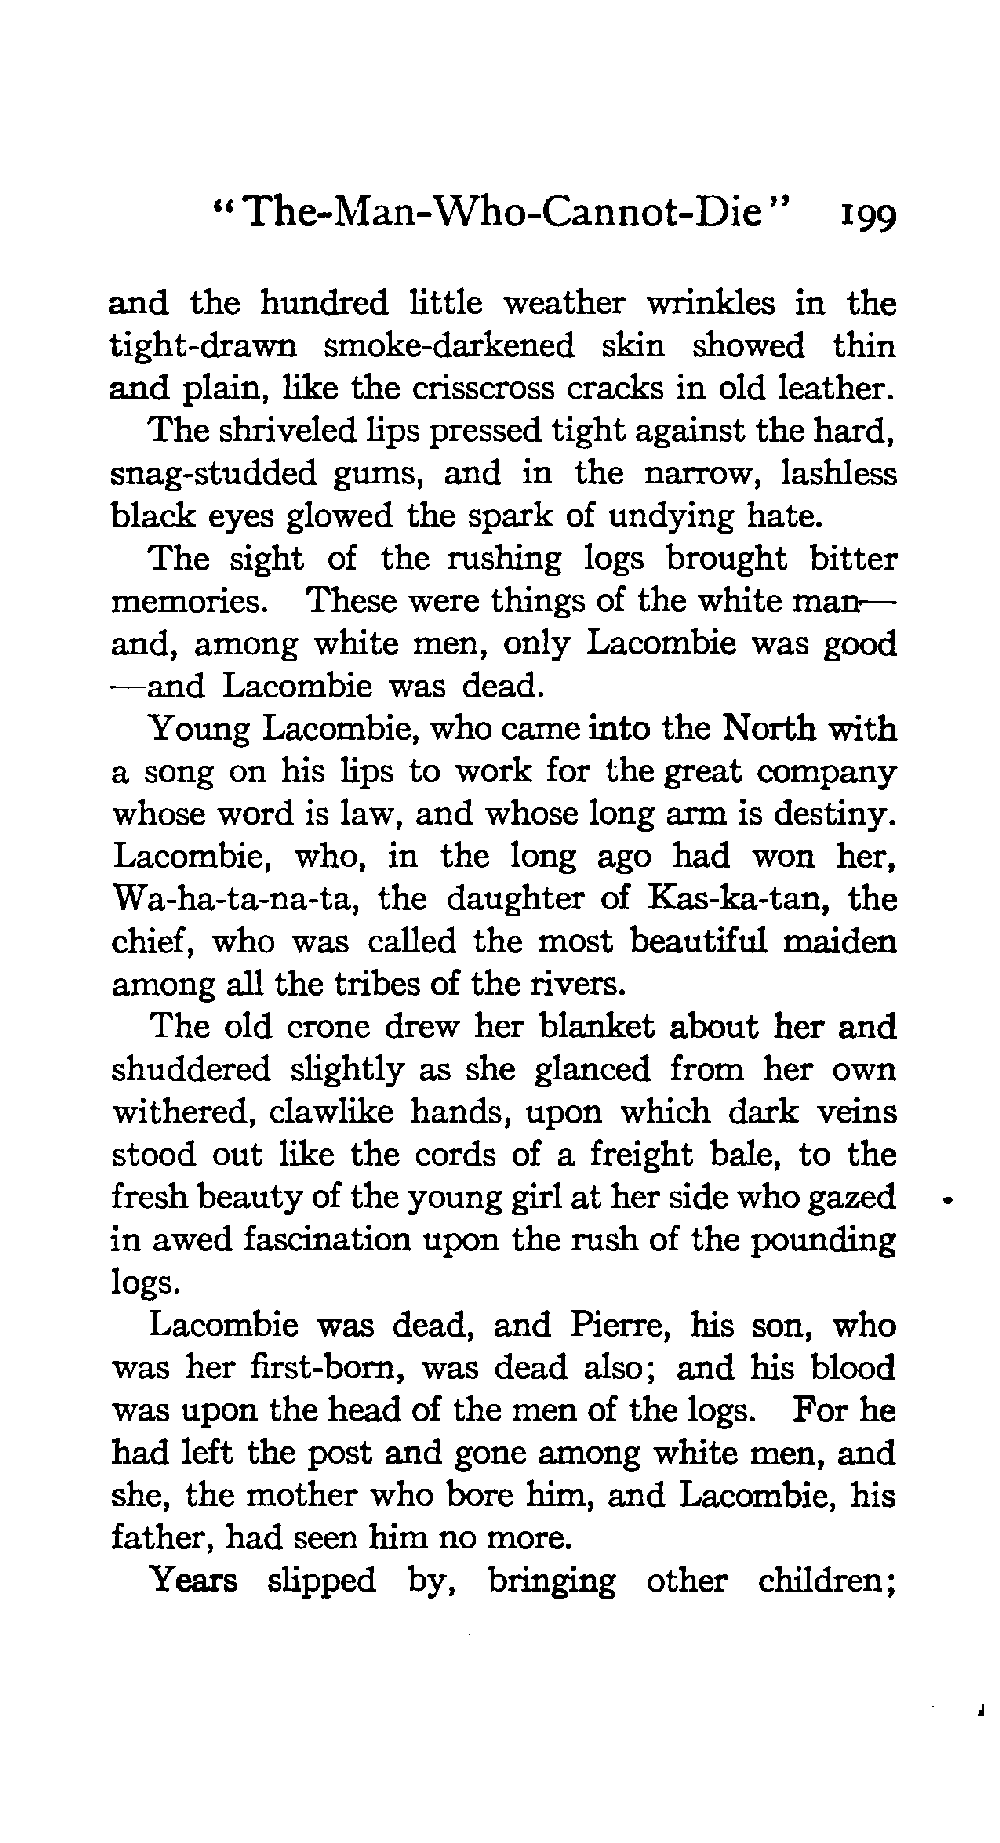 “The-Man-Who-Cannot-Die” 199
and the hundred little weather wrinkles in the
tight-drawn smoke-darkened skin showed thin
and plain, like the crisscross cracks in old leather.
The shriveled lips pressed tight against the hard,
snag-studded gums, and in the narrow, lashless
black eyes glowed the spark of undying hate.
The sight of the rushing logs brought bitter
memories. These were things of the white man—
and, among white men, only Lacombie was good
—and Lacombie was dead.
Young Lacombie, who came into the North with
a song on his lips to work for the great company
whose word is law, and whose long arm is destiny.
Lacombie, who, in the long ago had won her,
Wa-ha-ta-na-ta, the daughter of Kas-ka-tan, the
chief, who was called the most beautiful maiden
among all the tribes of the rivers.
The old crone drew her blanket about her and
shuddered slightly as she glanced from her own
withered, clawlike hands, upon which dark veins
stood out like the cords of a freight bale, to the
fresh beauty of the young girl at her side who gazed
in awed fascination upon the rush of the pounding
logs.
Lacombie was dead, and Pierre, his son, who
was her first-born, was dead also; and his blood
was upon the head of the men of the logs. For he
had left the post and gone among white men, and
she, the mother who bore him, and Lacombie, his
father, had seen him no more.
Years slipped by, bringing other children;